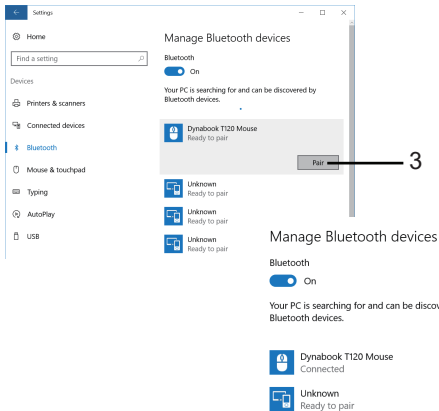 Settings
Home
Find a setting
Devices
Printers & scanners
Connected devices
Bluetooth
Mouse & touchpad
Typing
AutoPlay
USB
Manage Bluetooth devices
Bluetooth
On
Your PC is searching for and can be discovered by
Bluetooth devices.
Dynabook T120 Mouse
Ready to pair
Pair
3
Unknown
Ready to pair
Unknown
Ready to pair
Unknown
Ready to pair
Manage Bluetooth devices
Bluetooth
On
Your PC is searching for and can be discov
Bluetooth devices.
Dynabook T120 Mouse
Connected
Unknown
Ready to pair